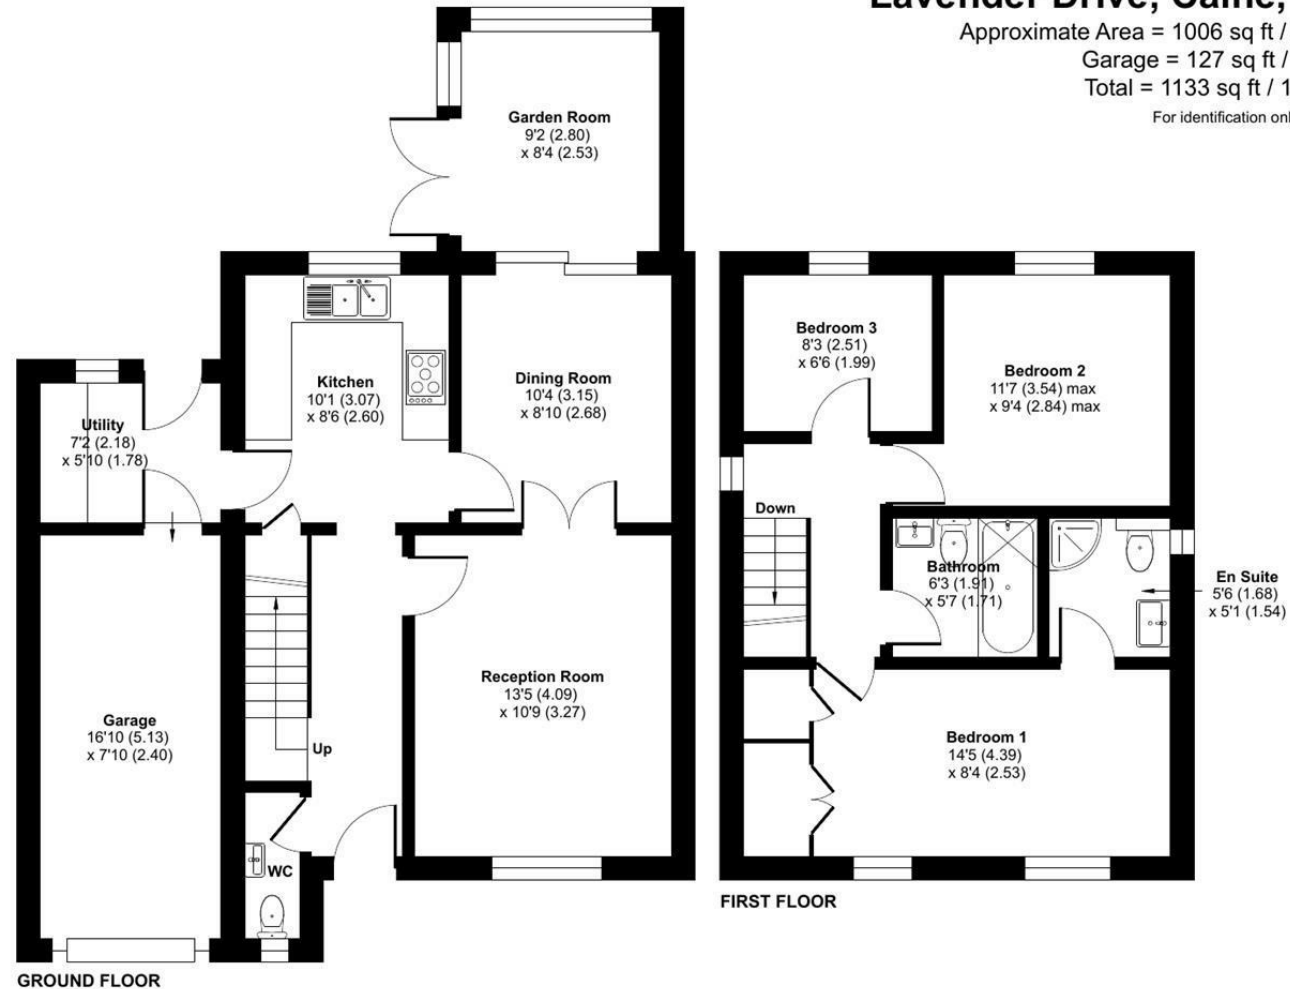 Lavender Drive, Calne,
Approximate Area = 1006 sq ft /
Garage = 127 sq ft /
Total = 1133 sq ft / 1
For identification onl
Garden Room
9'2 (2.80)
x 8'4 (2.53)
Kitchen
10'1 (3.07)
x 8'6 (2.60)
Dining Room
10'4 (3.15)
x 8'10 (2.68)
Utility
7'2 (2.18)
x 5'10 (1.78)
Garage
16'10 (5.13)
x 7'10 (2.40)
Up
Reception Room
13'5 (4.09)
x 10'9 (3.27)
WC
GROUND FLOOR
Bedroom 3
8'3 (2.51)
x 6'6 (1.99)
Bedroom 2
11'7 (3.54) max
x 9'4 (2.84) max
Down
Bathroom
6'3 (1.91)
x 5'7 (1.71)
En Suite
5'6 (1.68)
x 5'1 (1.54)
Bedroom 1
14'5 (4.39)
x 8'4 (2.53)
FIRST FLOOR